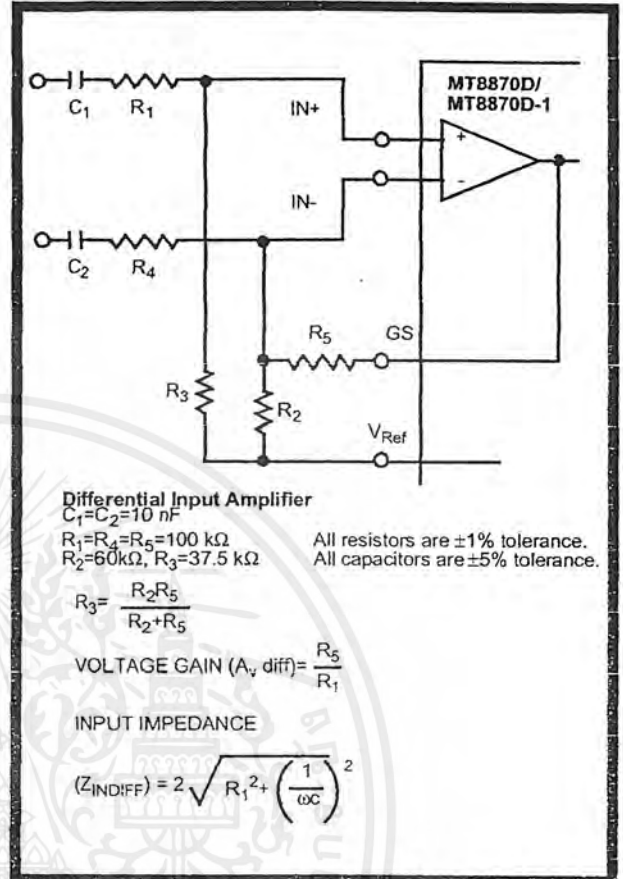 MT8870D/
MT8870D-1
C₁ R₁
IN+
+
-
IN-
C₂ R₄
R₅ GS
R₃
R₂
VRef
Differential Input Amplifier
C₁=C₂=10 nF
R₁=R₄=R₅=100 kΩ All resistors are ±1% tolerance.
R₂=60kΩ, R₃=37.5 kΩ All capacitors are ±5% tolerance.
R₃= R₂R₅
R₂+R₅
VOLTAGE GAIN (Aᵥ diff)= R₅
R₁
INPUT IMPEDANCE
(ZINDIFF) = 2 √ R₁²+ (1/ωc)²